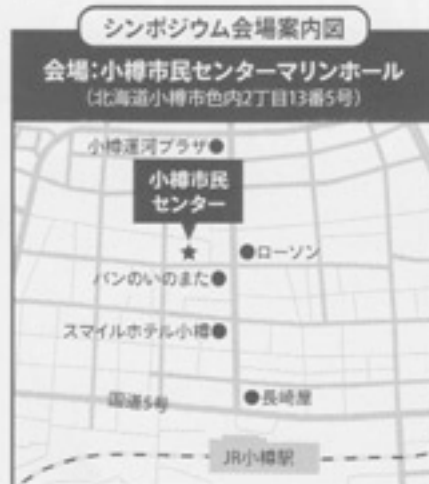 シンポジウム会場案内図
会場:小樽市民センターマリンホール
(北海道小樽市色内2丁目13番5号)
小樽運河プラザ
小樽市民
センター
ローソン
パンのいのまた
スマイルホテル小樽
国道5号
長崎屋
JR小樽駅